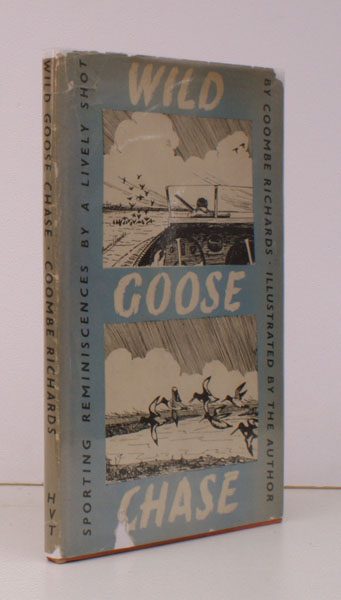 WILD GOOSE CHASE · COOMBE RICHARDS
HVT
SPORTING REMINISCENCES BY A LIVELY SHOT
WILD
GOOSE
CHASE
BY COOMBE RICHARDS · ILLUSTRATED BY THE AUTHOR